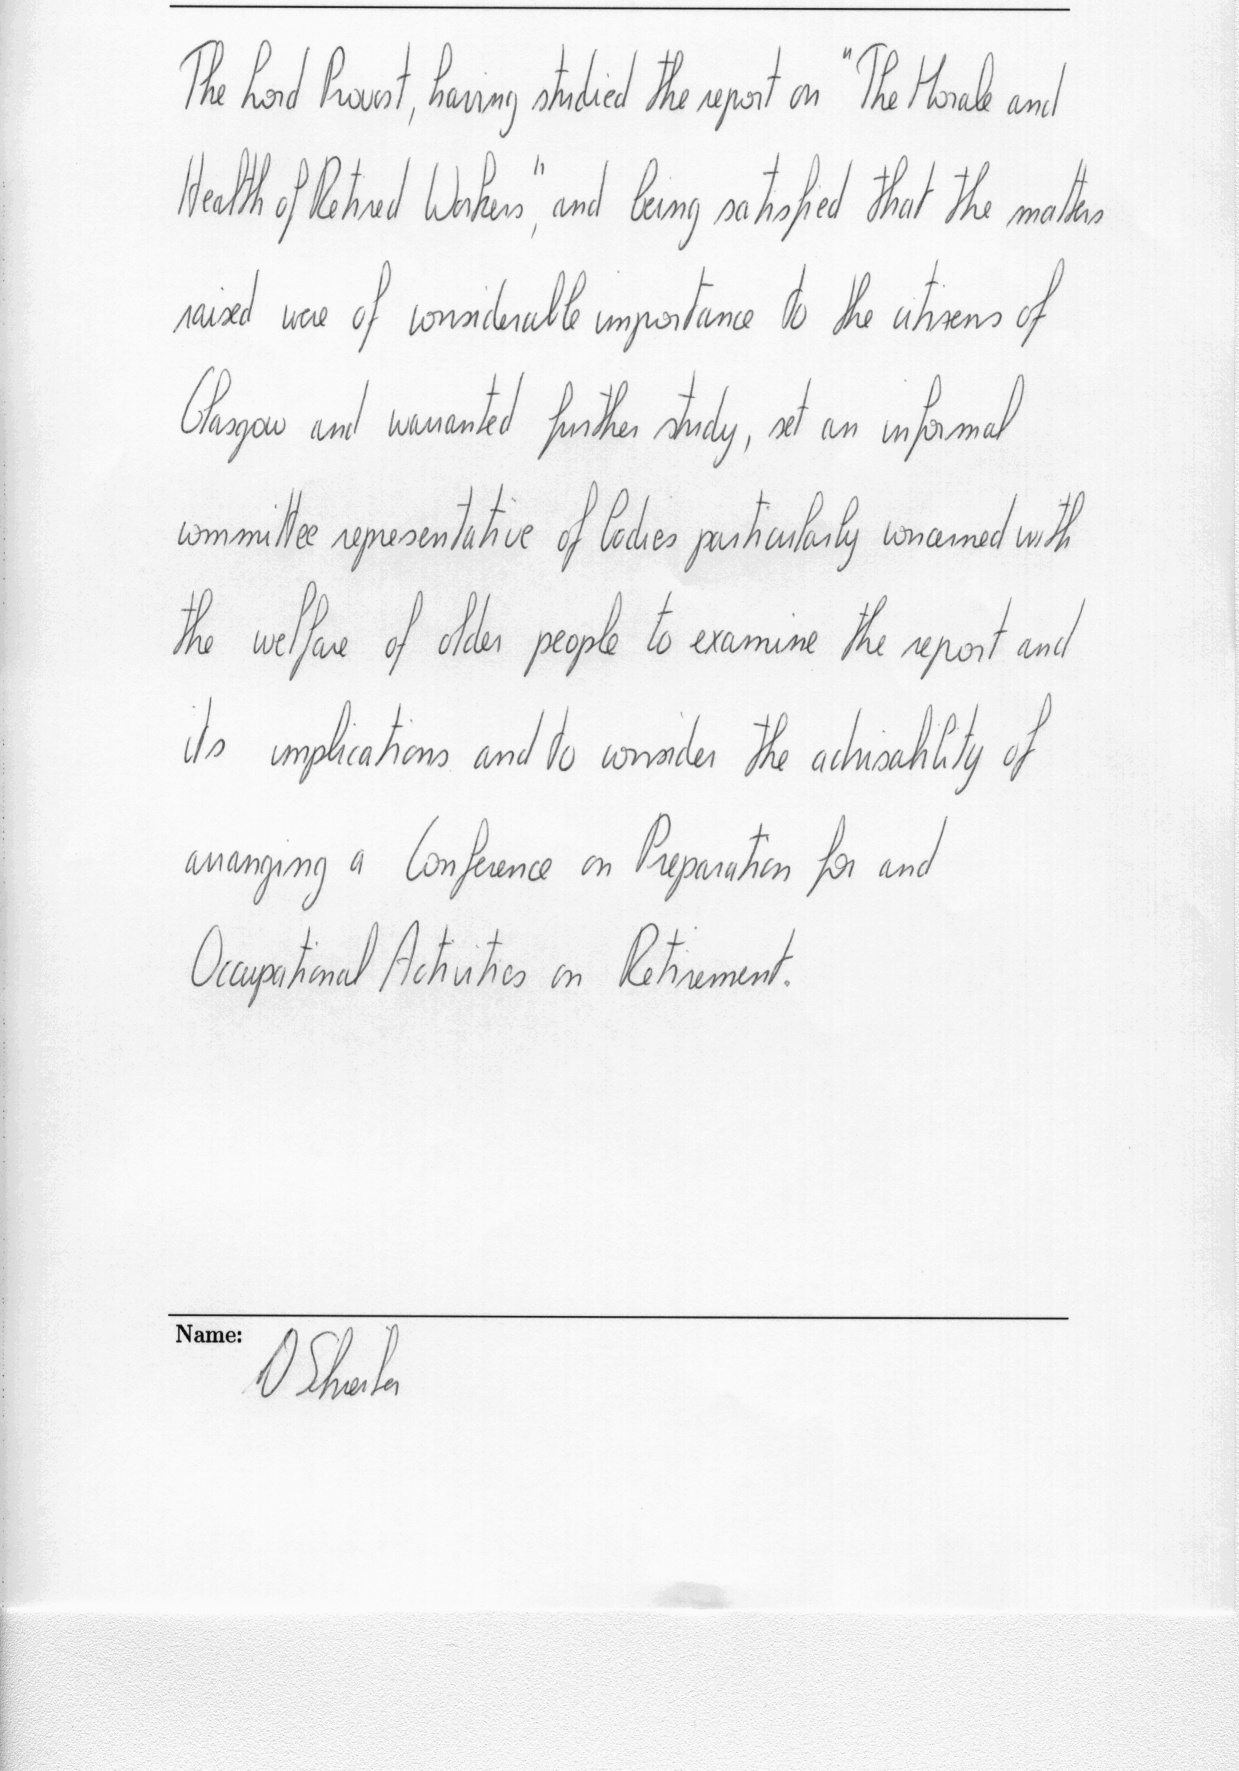 The Lord Provost, having studied the report on "The Morale and
Health of Retired Workers", and being satisfied that the matters
raised were of considerable importance to the citizens of
Glasgow and warranted further study, set an informal
committee representative of bodies particularly concerned with
the welfare of older people to examine the report and
its implications and to consider the advisability of
arranging a Conference on Preparation for and
Occupational Activities on Retirement.
Name:
D